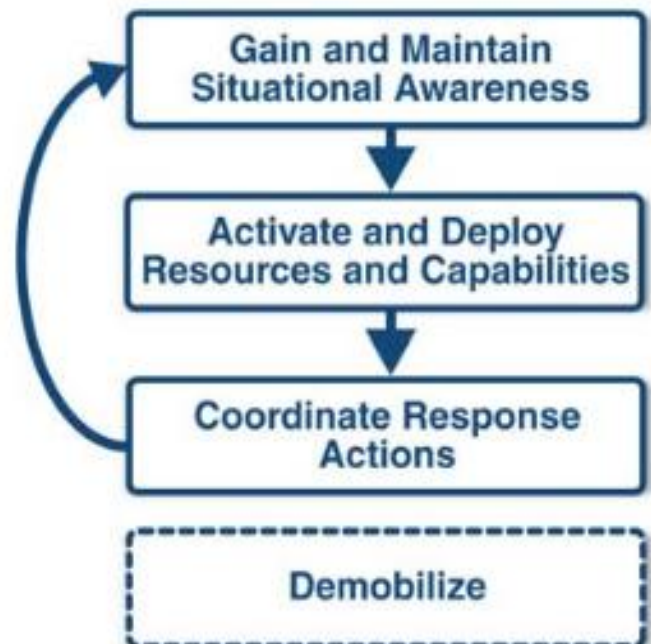 Gain and Maintain
Situational Awareness
Activate and Deploy
Resources and Capabilities
Coordinate Response
Actions
Demobilize